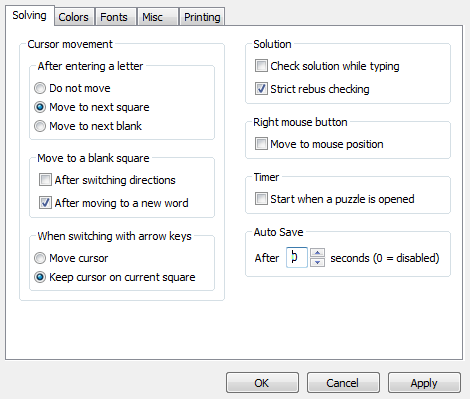 Solving Colors Fonts Misc Printing
Cursor movement
After entering a letter
Do not move
Move to next square
Move to next blank
Move to a blank square
After switching directions
After moving to a new word
When switching with arrow keys
Move cursor
Keep cursor on current square
Solution
Check solution while typing
Strict rebus checking
Right mouse button
Move to mouse position
Timer
Start when a puzzle is opened
Auto Save
After seconds (0 = disabled)
OK Cancel Apply